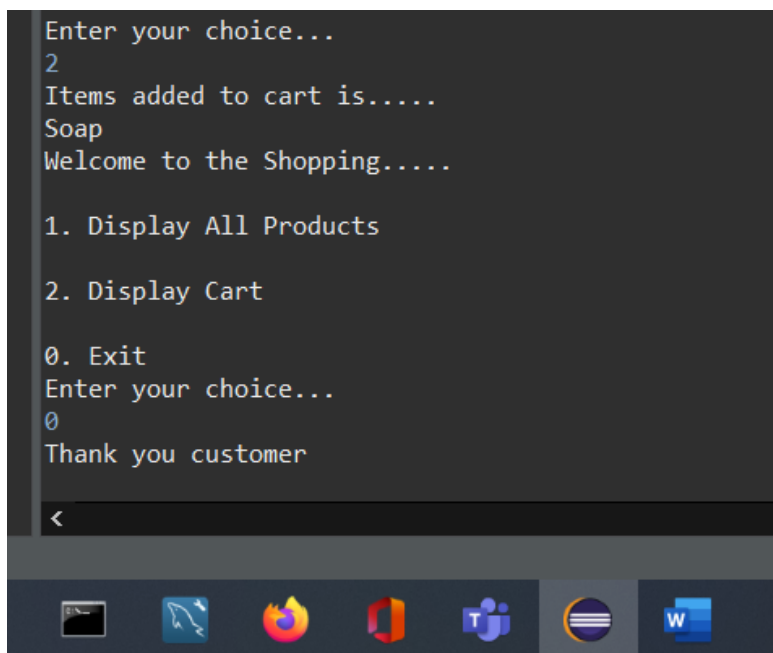 Enter your choice...
2
Items added to cart is.....
Soap
Welcome to the Shopping.....
1. Display All Products
2. Display Cart
0. Exit
Enter your choice...
0
Thank you customer